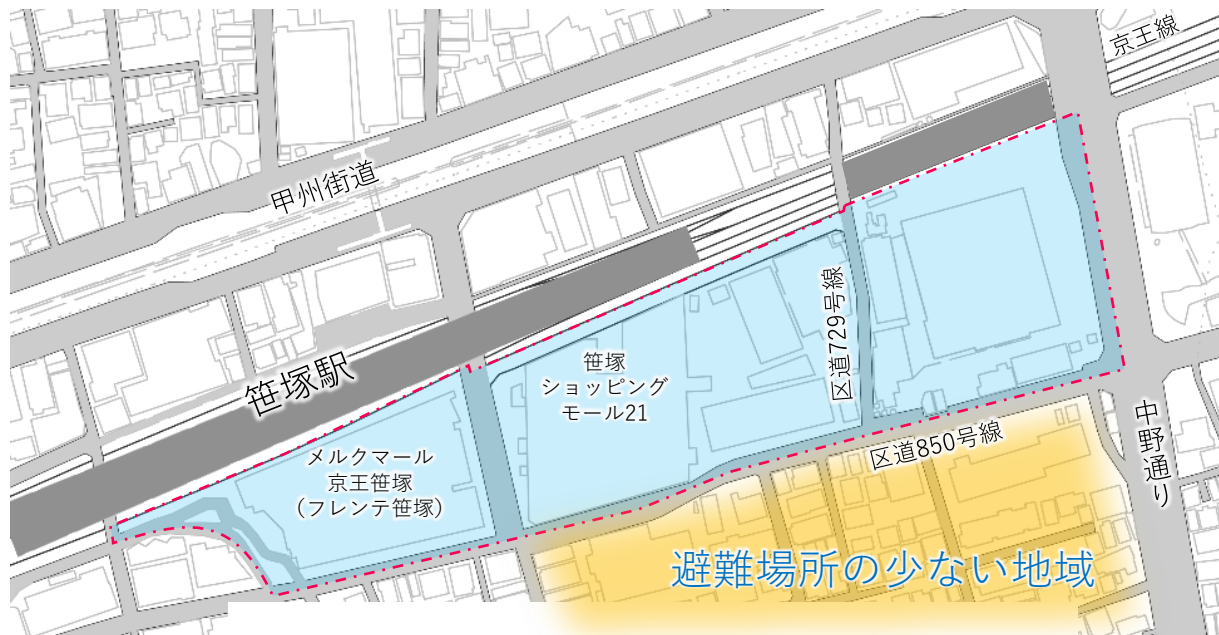 京王線
甲州街道
笹塚駅
笹塚
ショッピング
モール21
区道729号線
メルクマール
京王笹塚
(フレンテ笹塚)
区道850号線
中野通り
避難場所の少ない地域